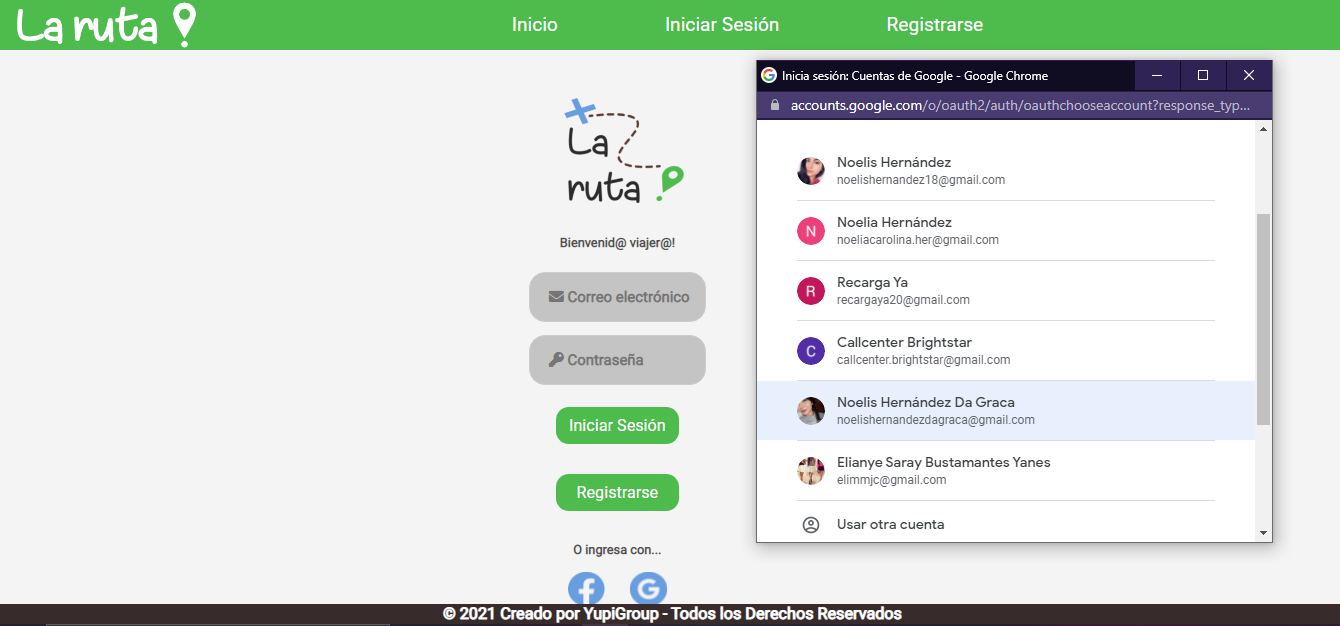 La ruta
Inicio
Iniciar Sesión
Registrarse
La
ruta
Bienvenid@ viajer@!
Correo electrónico
Contraseña
Iniciar Sesión
Registrarse
O ingresa con...
Inicia sesión: Cuentas de Google - Google Chrome
accounts.google.com/o/oauth2/auth/oauthchooseaccount?response_typ...
Noelis Hernández
noelishernandez18@gmail.com
N
Noelia Hernández
noeliacarolina.her@gmail.com
R
Recarga Ya
recargaya20@gmail.com
C
Callcenter Brightstar
callcenter.brightstar@gmail.com
Noelis Hernández Da Graca
noelishernandezdagraca@gmail.com
Elianye Saray Bustamantes Yanes
elimmjc@gmail.com
Usar otra cuenta
© 2021 Creado por YupiGroup - Todos los Derechos Reservados